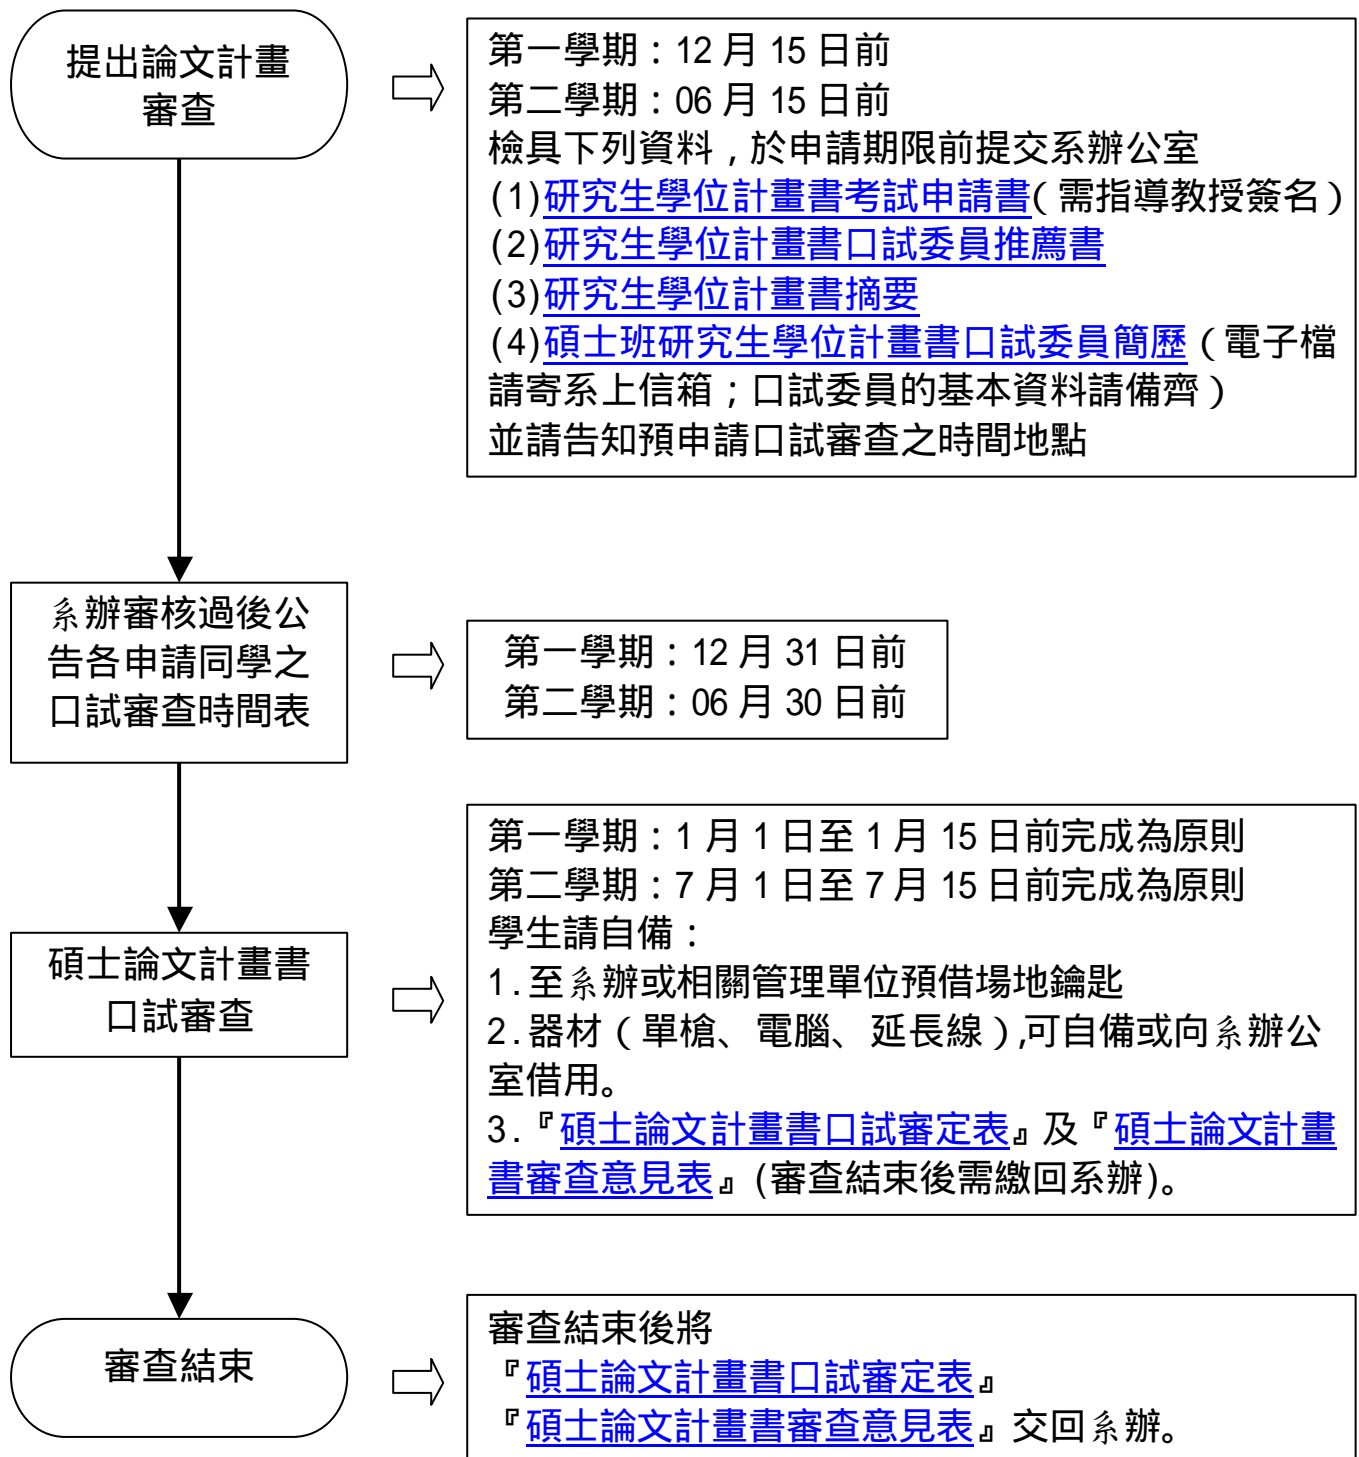 提出論文計畫
審查
第一學期：12 月 15 日前
第二學期：06 月 15 日前
檢具下列資料，於申請期限前提交系辦公室
(1)研究生學位計畫書考試申請書（需指導教授簽名）
(2)研究生學位計畫書口試委員推薦書
(3)研究生學位計畫書摘要
(4)碩士班研究生學位計畫書口試委員簡歷（電子檔
請寄系上信箱；口試委員的基本資料請備齊）
並請告知預申請口試審查之時間地點
系辦審核過後公
告各申請同學之
口試審查時間表
第一學期：12 月 31 日前
第二學期：06 月 30 日前
碩士論文計畫書
口試審查
第一學期：1 月 1 日至 1 月 15 日前完成為原則
第二學期：7 月 1 日至 7 月 15 日前完成為原則
學生請自備：
1.至系辦或相關管理單位預借場地鑰匙
2.器材（單槍、電腦、延長線）,可自備或向系辦公
室借用。
3.『碩士論文計畫書口試審定表』及『碩士論文計畫
書審查意見表』(審查結束後需繳回系辦)。
審查結束
審查結束後將
『碩士論文計畫書口試審定表』
『碩士論文計畫書審查意見表』交回系辦。